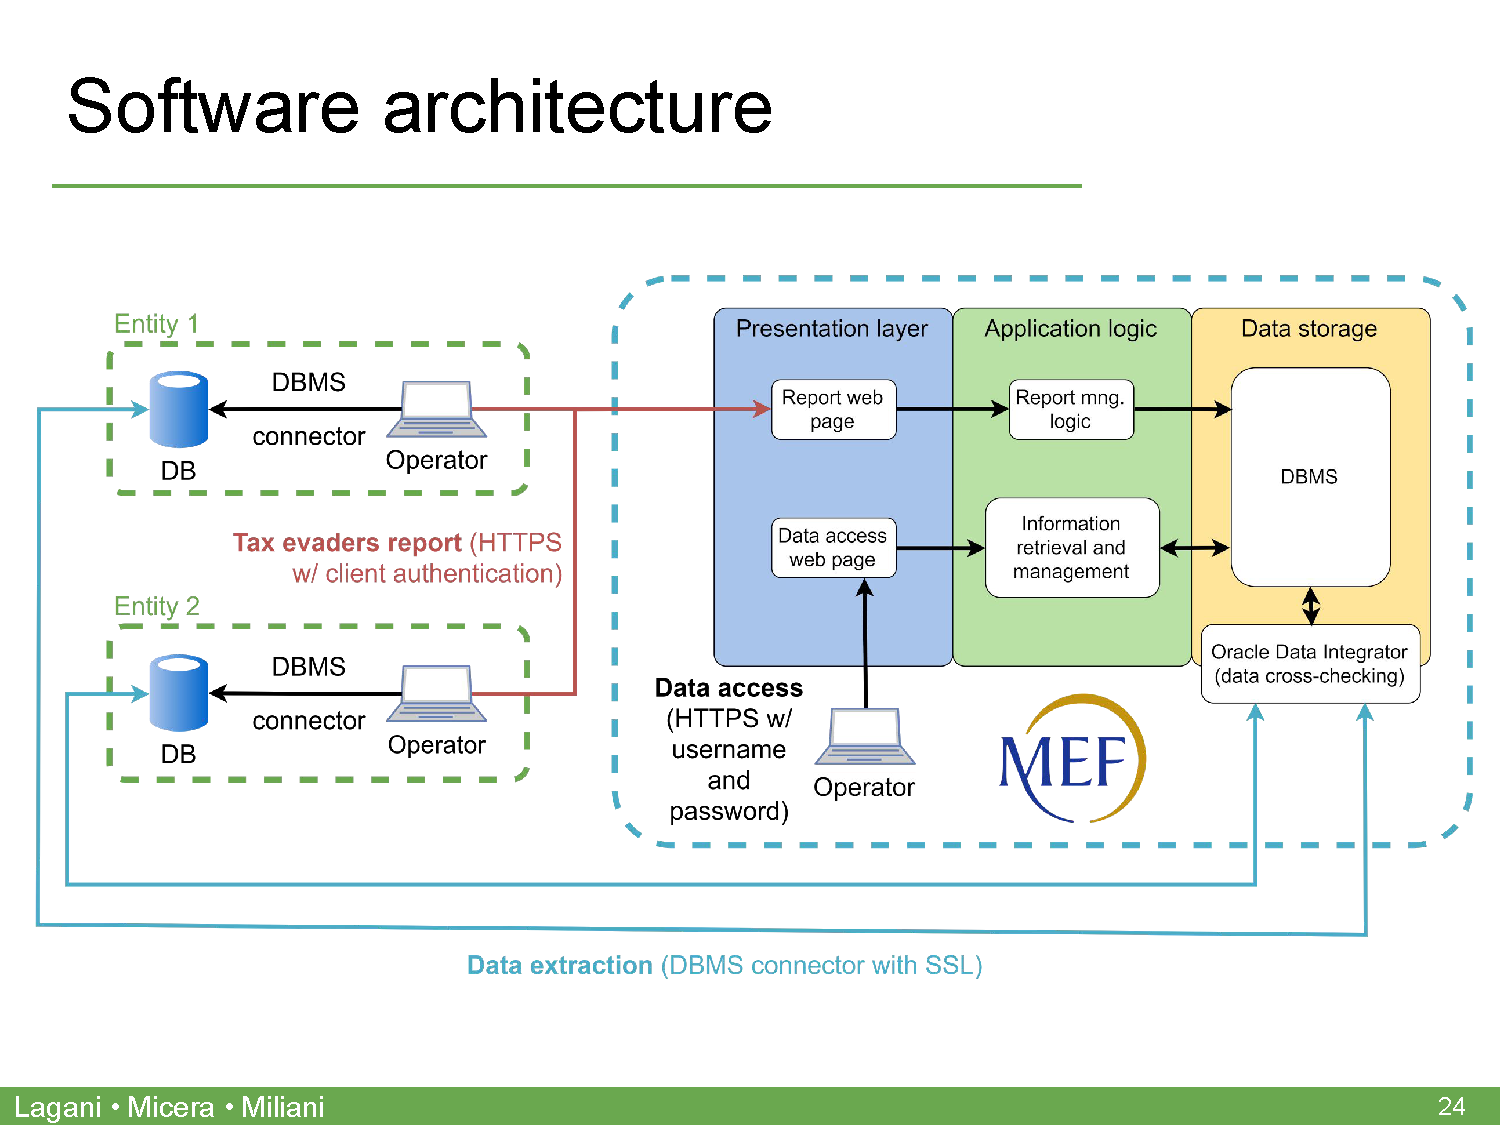 Software architecture
Entity 1
DBMS
connector
DB
Operator
Tax evaders report (HTTPS
w/ client authentication)
Entity 2
DBMS
connector
DB
Operator
Presentation layer
Application logic
Data storage
Report web
page
Report mng.
logic
DBMS
Data access
web page
Information
retrieval and
management
Oracle Data Integrator
(data cross-checking)
Data access
(HTTPS w/
username
and
password)
Operator
MEF
Data extraction (DBMS connector with SSL)
Lagani • Micera • Miliani
24